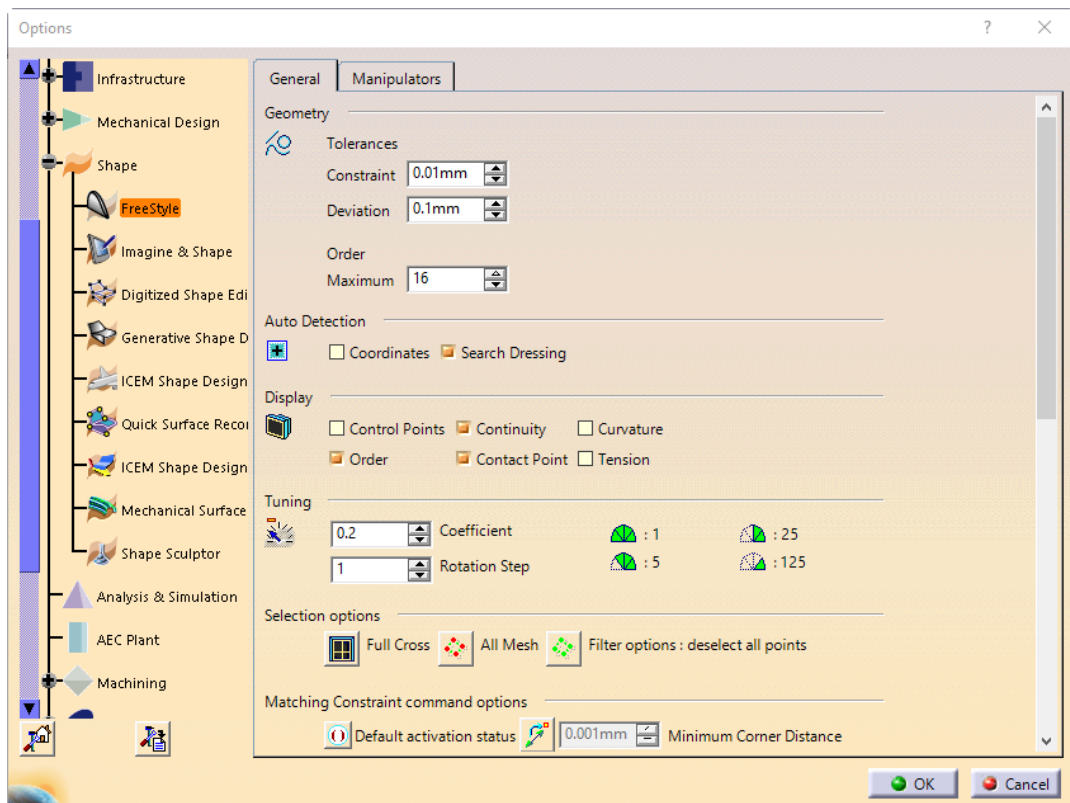 Options
?
Infrastructure
Mechanical Design
Shape
FreeStyle
Imagine & Shape
Digitized Shape Edi
Generative Shape D
ICEM Shape Design
Quick Surface Recor
ICEM Shape Design
Mechanical Surface
Shape Sculptor
Analysis & Simulation
AEC Plant
Machining
General Manipulators
Geometry
Tolerances
Constraint 0.01mm
Deviation 0.1mm
Order
Maximum 16
Auto Detection
Coordinates Search Dressing
Display
Control Points Continuity Curvature
Order Contact Point Tension
Tuning
0.2 Coefficient : 1 : 25
1 Rotation Step : 5 : 125
Selection options
Full Cross All Mesh Filter options : deselect all points
Matching Constraint command options
Default activation status 0.001mm Minimum Corner Distance
OK Cancel